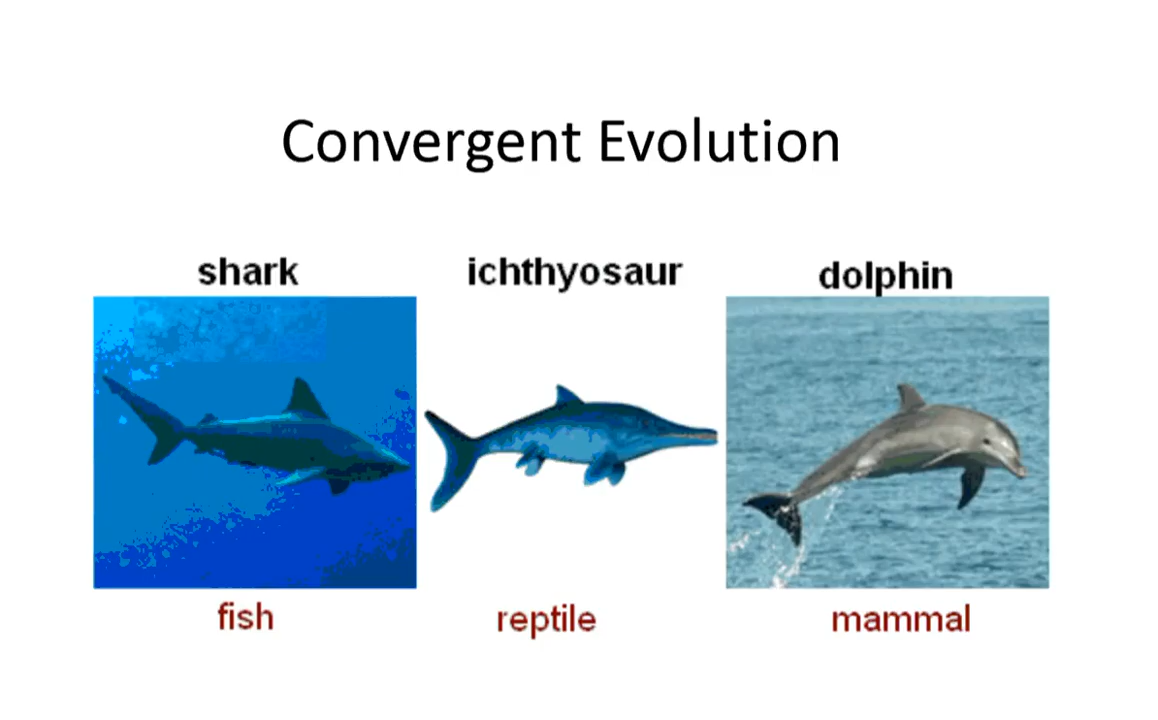 Convergent Evolution
shark ichthyosaur dolphin
fish reptile mammal